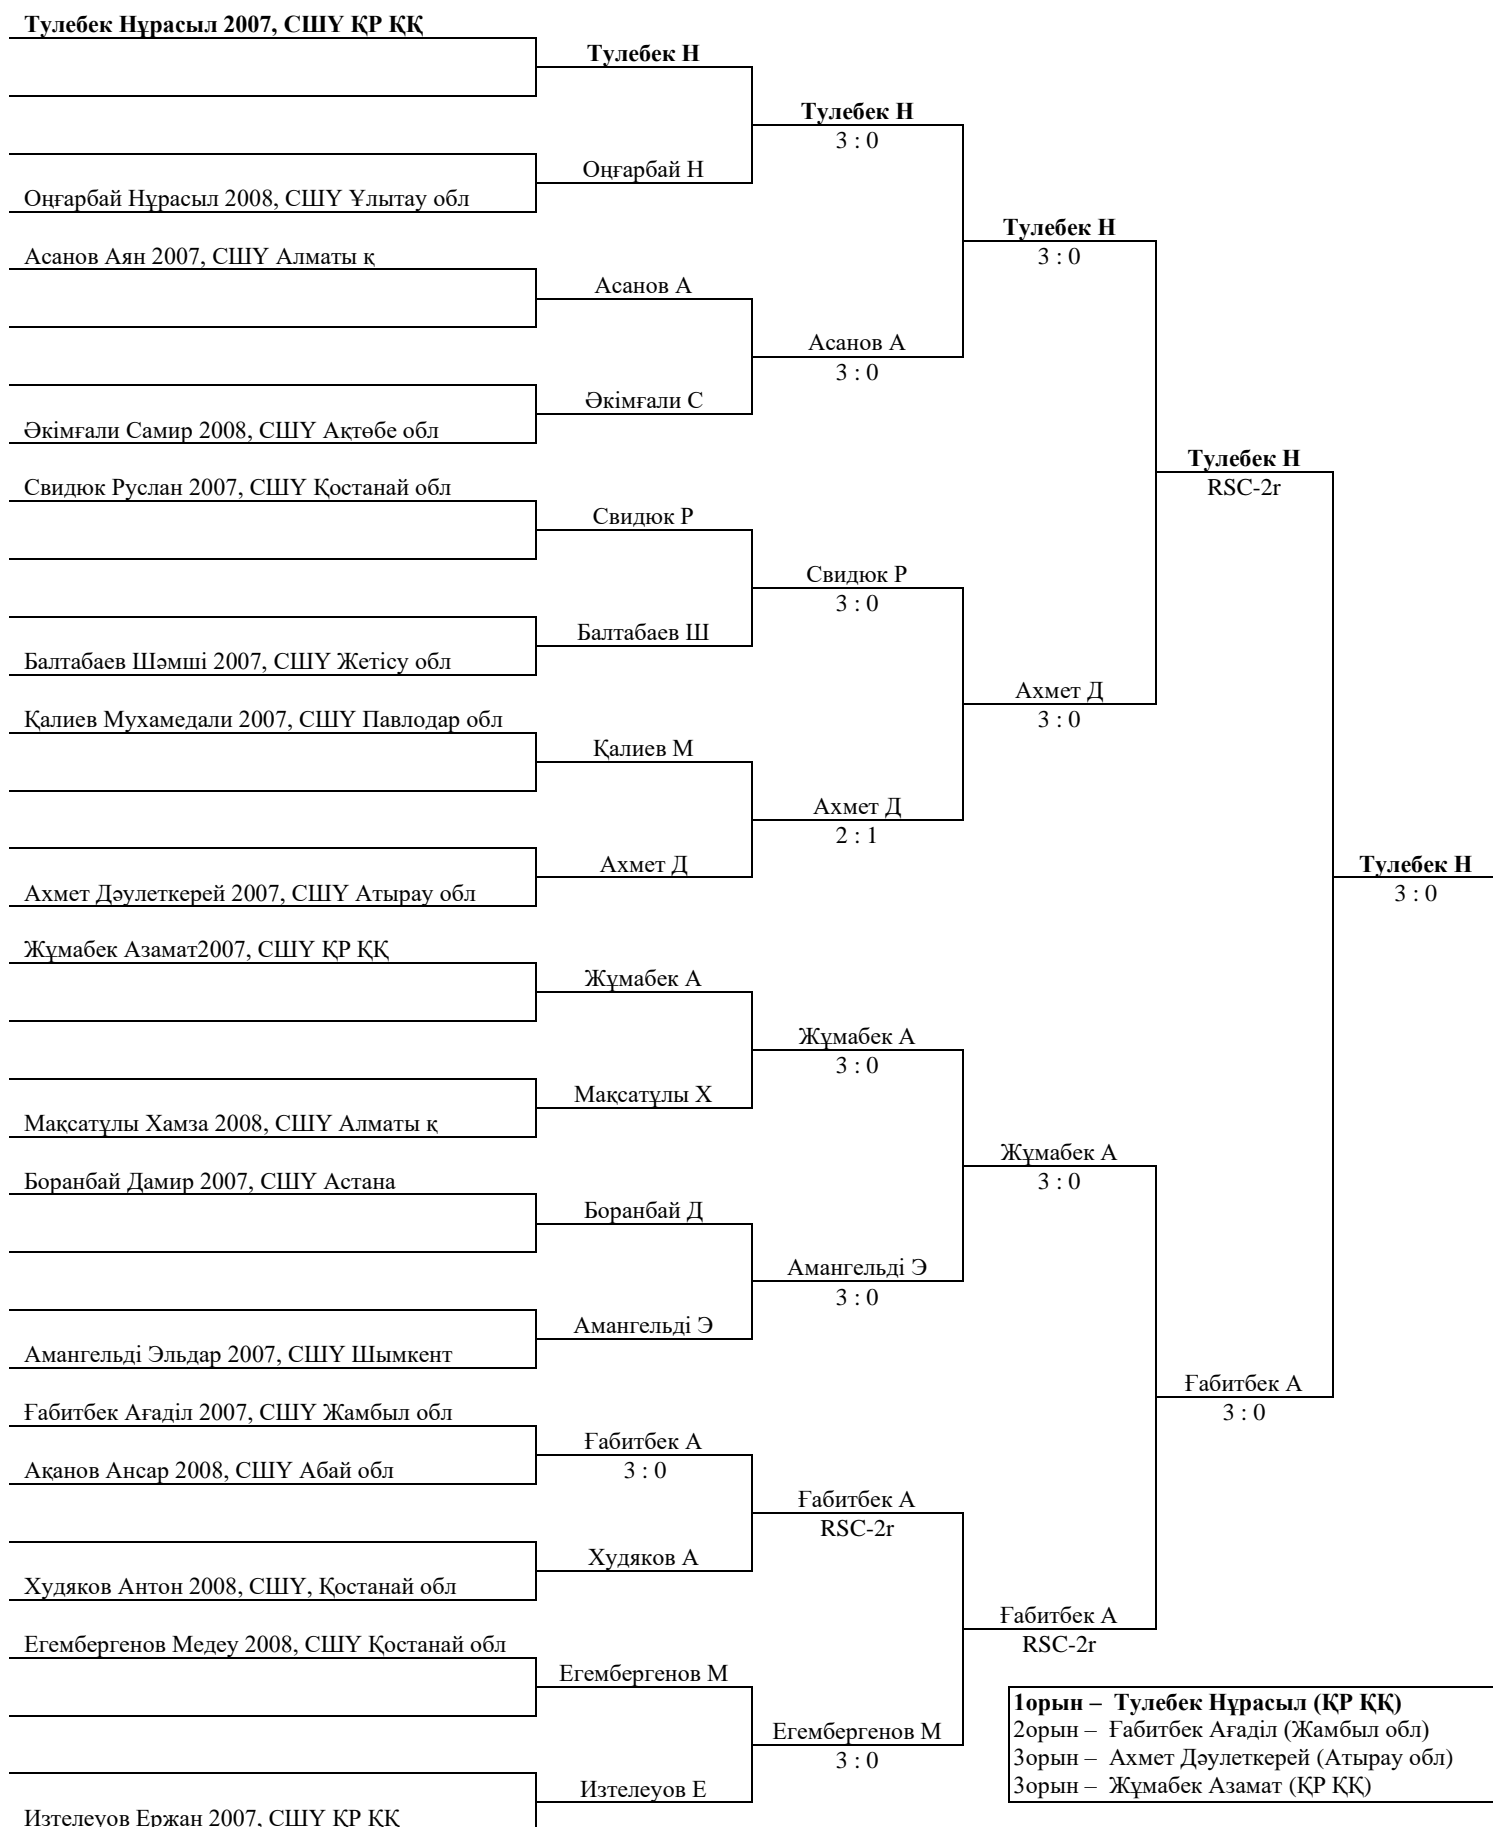 Тулебек Нұрасыл 2007, СШҮ ҚР ҚҚ
Тулебек Н
Тулебек Н
3 : 0
Оңғарбай Н
Оңғарбай Нұрасыл 2008, СШҮ Ұлытау обл
Тулебек Н
3 : 0
Асанов Аян 2007, СШҮ Алматы қ
Асанов А
Асанов А
3 : 0
Әкімғали С
Әкімғали Самир 2008, СШҮ Ақтөбе обл
Тулебек Н
RSC-2r
Свидюк Руслан 2007, СШҮ Қостанай обл
Свидюк Р
Свидюк Р
3 : 0
Балтабаев Ш
Балтабаев Шәмші 2007, СШҮ Жетісу обл
Ахмет Д
3 : 0
Қалиев Мухамедали 2007, СШҮ Павлодар обл
Қалиев М
Ахмет Д
2 : 1
Ахмет Д
Ахмет Дәулеткерей 2007, СШҮ Атырау обл
Тулебек Н
3 : 0
Жұмабек Азамат2007, СШҮ ҚР ҚҚ
Жұмабек А
Жұмабек А
3 : 0
Мақсатұлы Х
Мақсатұлы Хамза 2008, СШҮ Алматы қ
Жұмабек А
3 : 0
Боранбай Дамир 2007, СШҮ Астана
Боранбай Д
Амангельді Э
3 : 0
Амангельді Э
Амангельді Эльдар 2007, СШҮ Шымкент
Ғабитбек А
3 : 0
Ғабитбек Ағаділ 2007, СШҮ Жамбыл обл
Ғабитбек А
3 : 0
Ақанов Ансар 2008, СШҮ Абай обл
Ғабитбек А
RSC-2r
Худяков А
Худяков Антон 2008, СШҮ, Қостанай обл
Ғабитбек А
RSC-2r
Егембергенов Медеу 2008, СШҮ Қостанай обл
Егембергенов М
Егембергенов М
3 : 0
Изтелеуов Е
Изтелеуов Ержан 2007, СШҮ ҚР ҚҚ
1орын – Тулебек Нұрасыл (ҚР ҚҚ)
2орын – Ғабитбек Ағаділ (Жамбыл обл)
3орын – Ахмет Дәулеткерей (Атырау обл)
3орын – Жұмабек Азамат (ҚР ҚҚ)